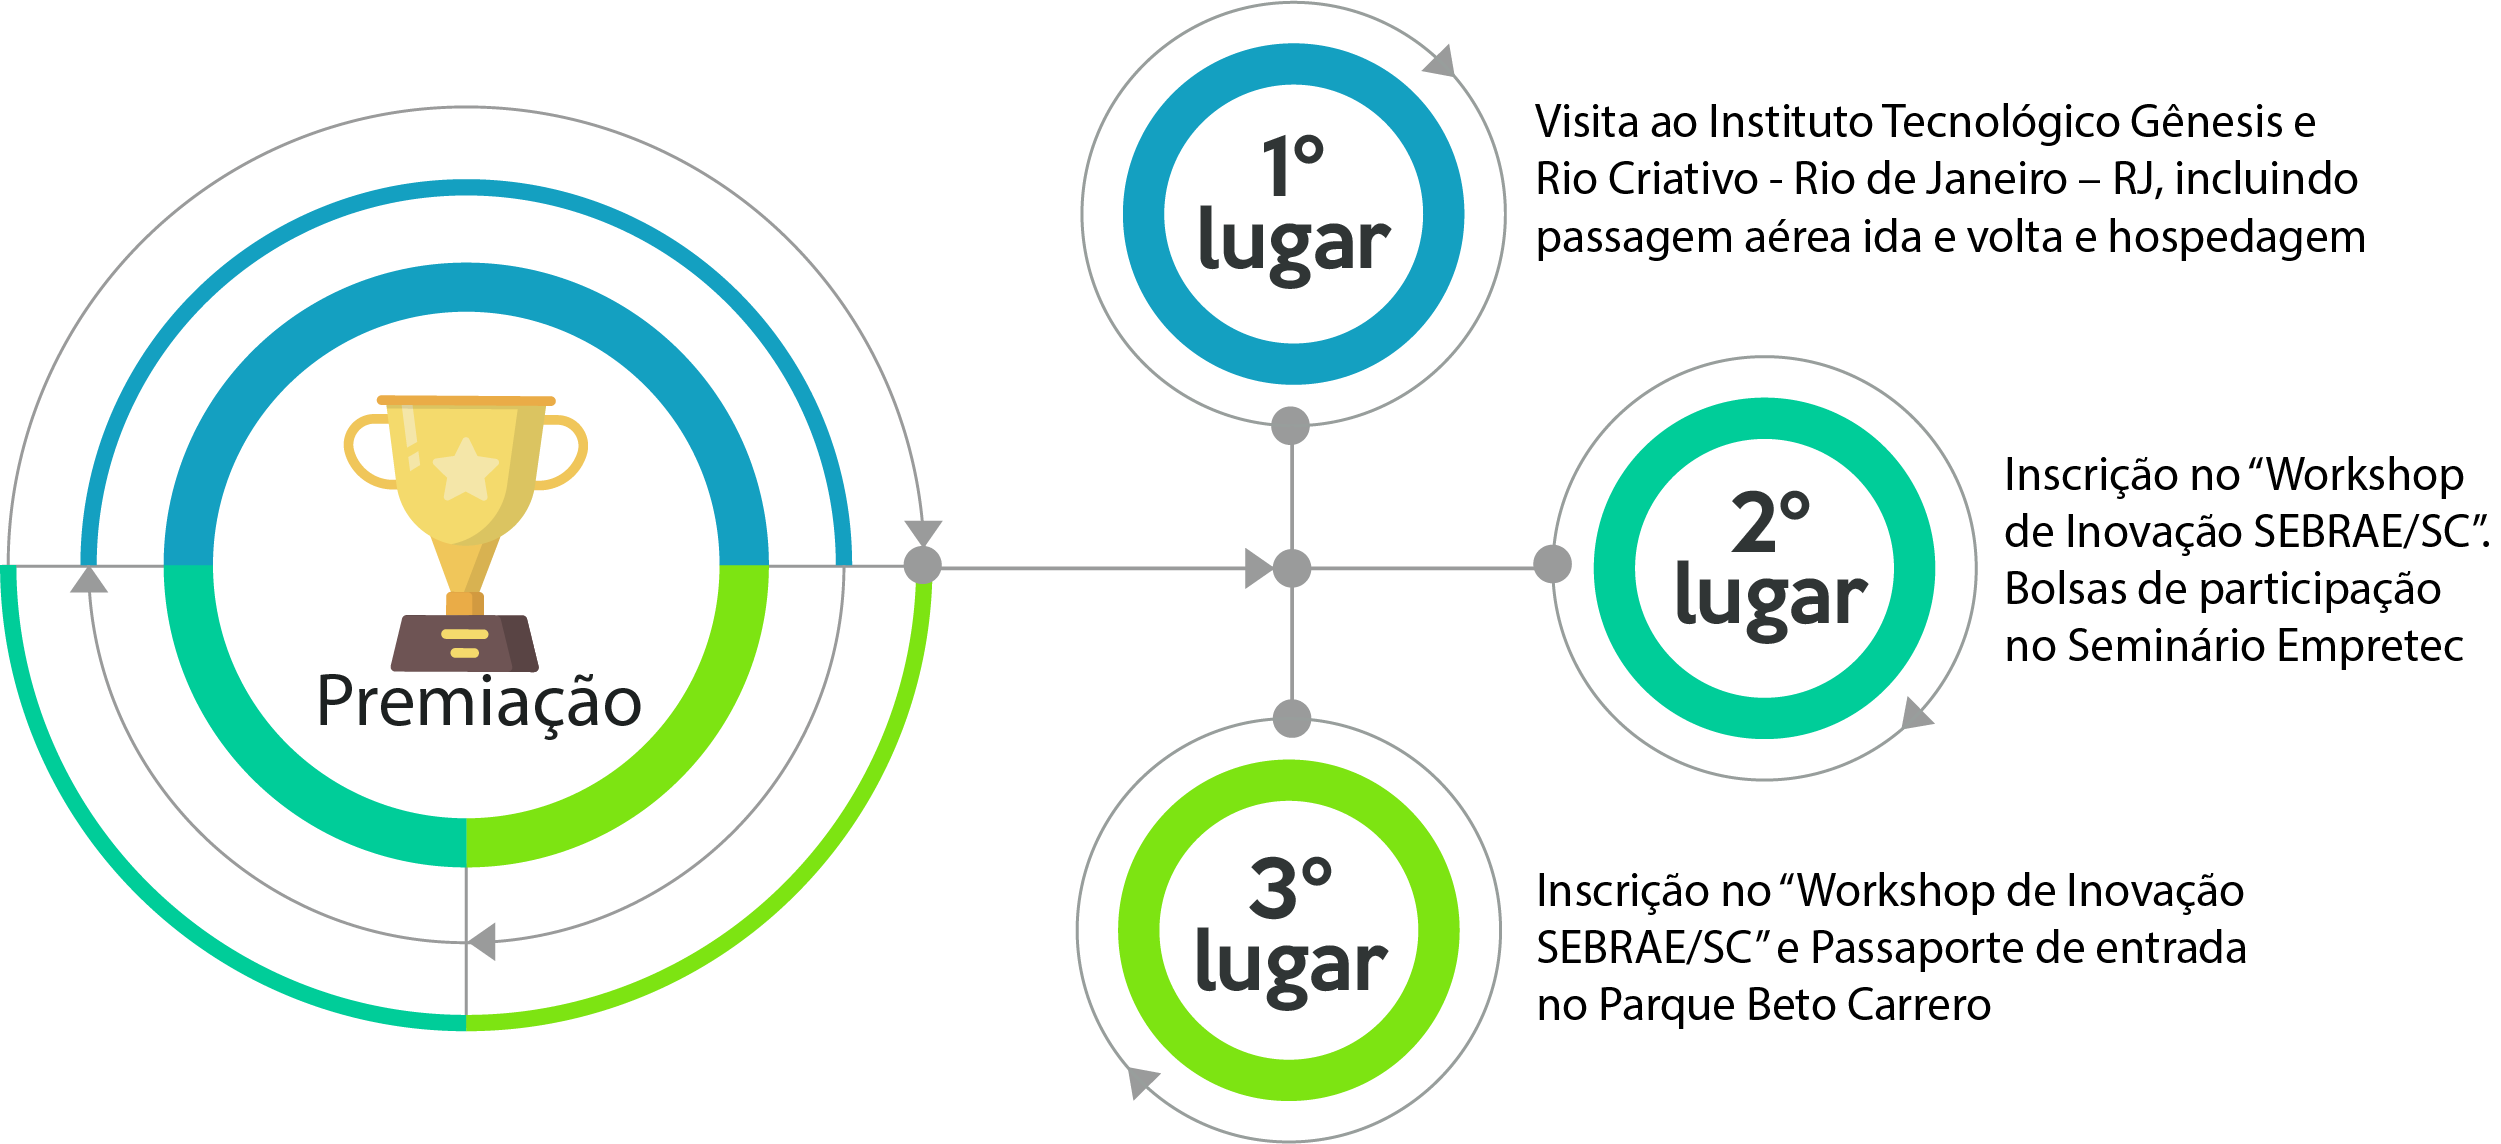 Premiação
1°
lugar
Visita ao Instituto Tecnológico Gênesis e
Rio Criativo - Rio de Janeiro – RJ, incluindo
passagem aérea ida e volta e hospedagem
2°
lugar
Inscrição no “Workshop
de Inovação SEBRAE/SC”.
Bolsas de participação
no Seminário Empretec
3°
lugar
Inscrição no “Workshop de Inovação
SEBRAE/SC” e Passaporte de entrada
no Parque Beto Carrero